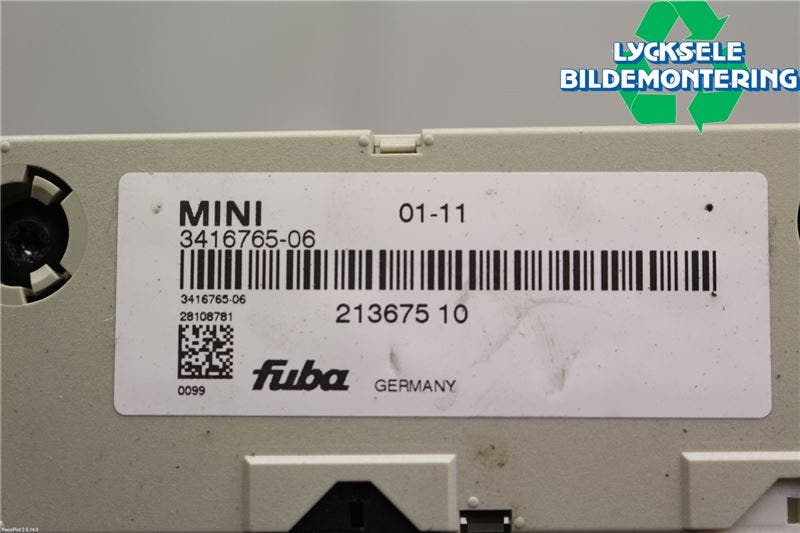 LYCKSELE
BILDEMONTERING
MINI
01-11
3416765-06
3416765-06
28108781
213675 10
0099
fuba
GERMANY